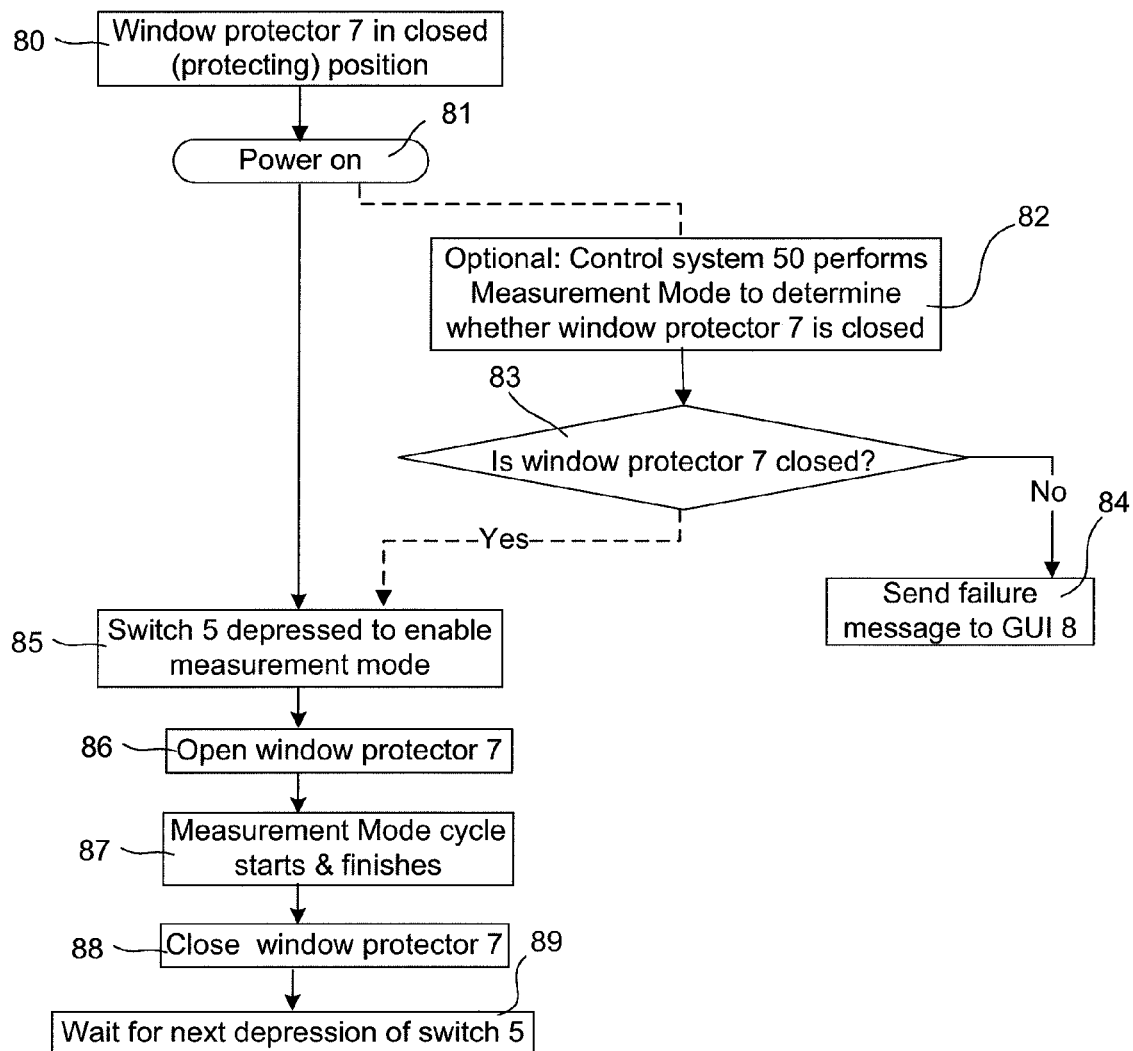 80
Window protector 7 in closed
(protecting) position
81
Power on
82
Optional: Control system 50 performs
Measurement Mode to determine
whether window protector 7 is closed
83
Is window protector 7 closed?
No
Yes
84
Send failure
message to GUI 8
85
Switch 5 depressed to enable
measurement mode
86
Open window protector 7
87
Measurement Mode cycle
starts & finishes
88
Close window protector 7
89
Wait for next depression of switch 5